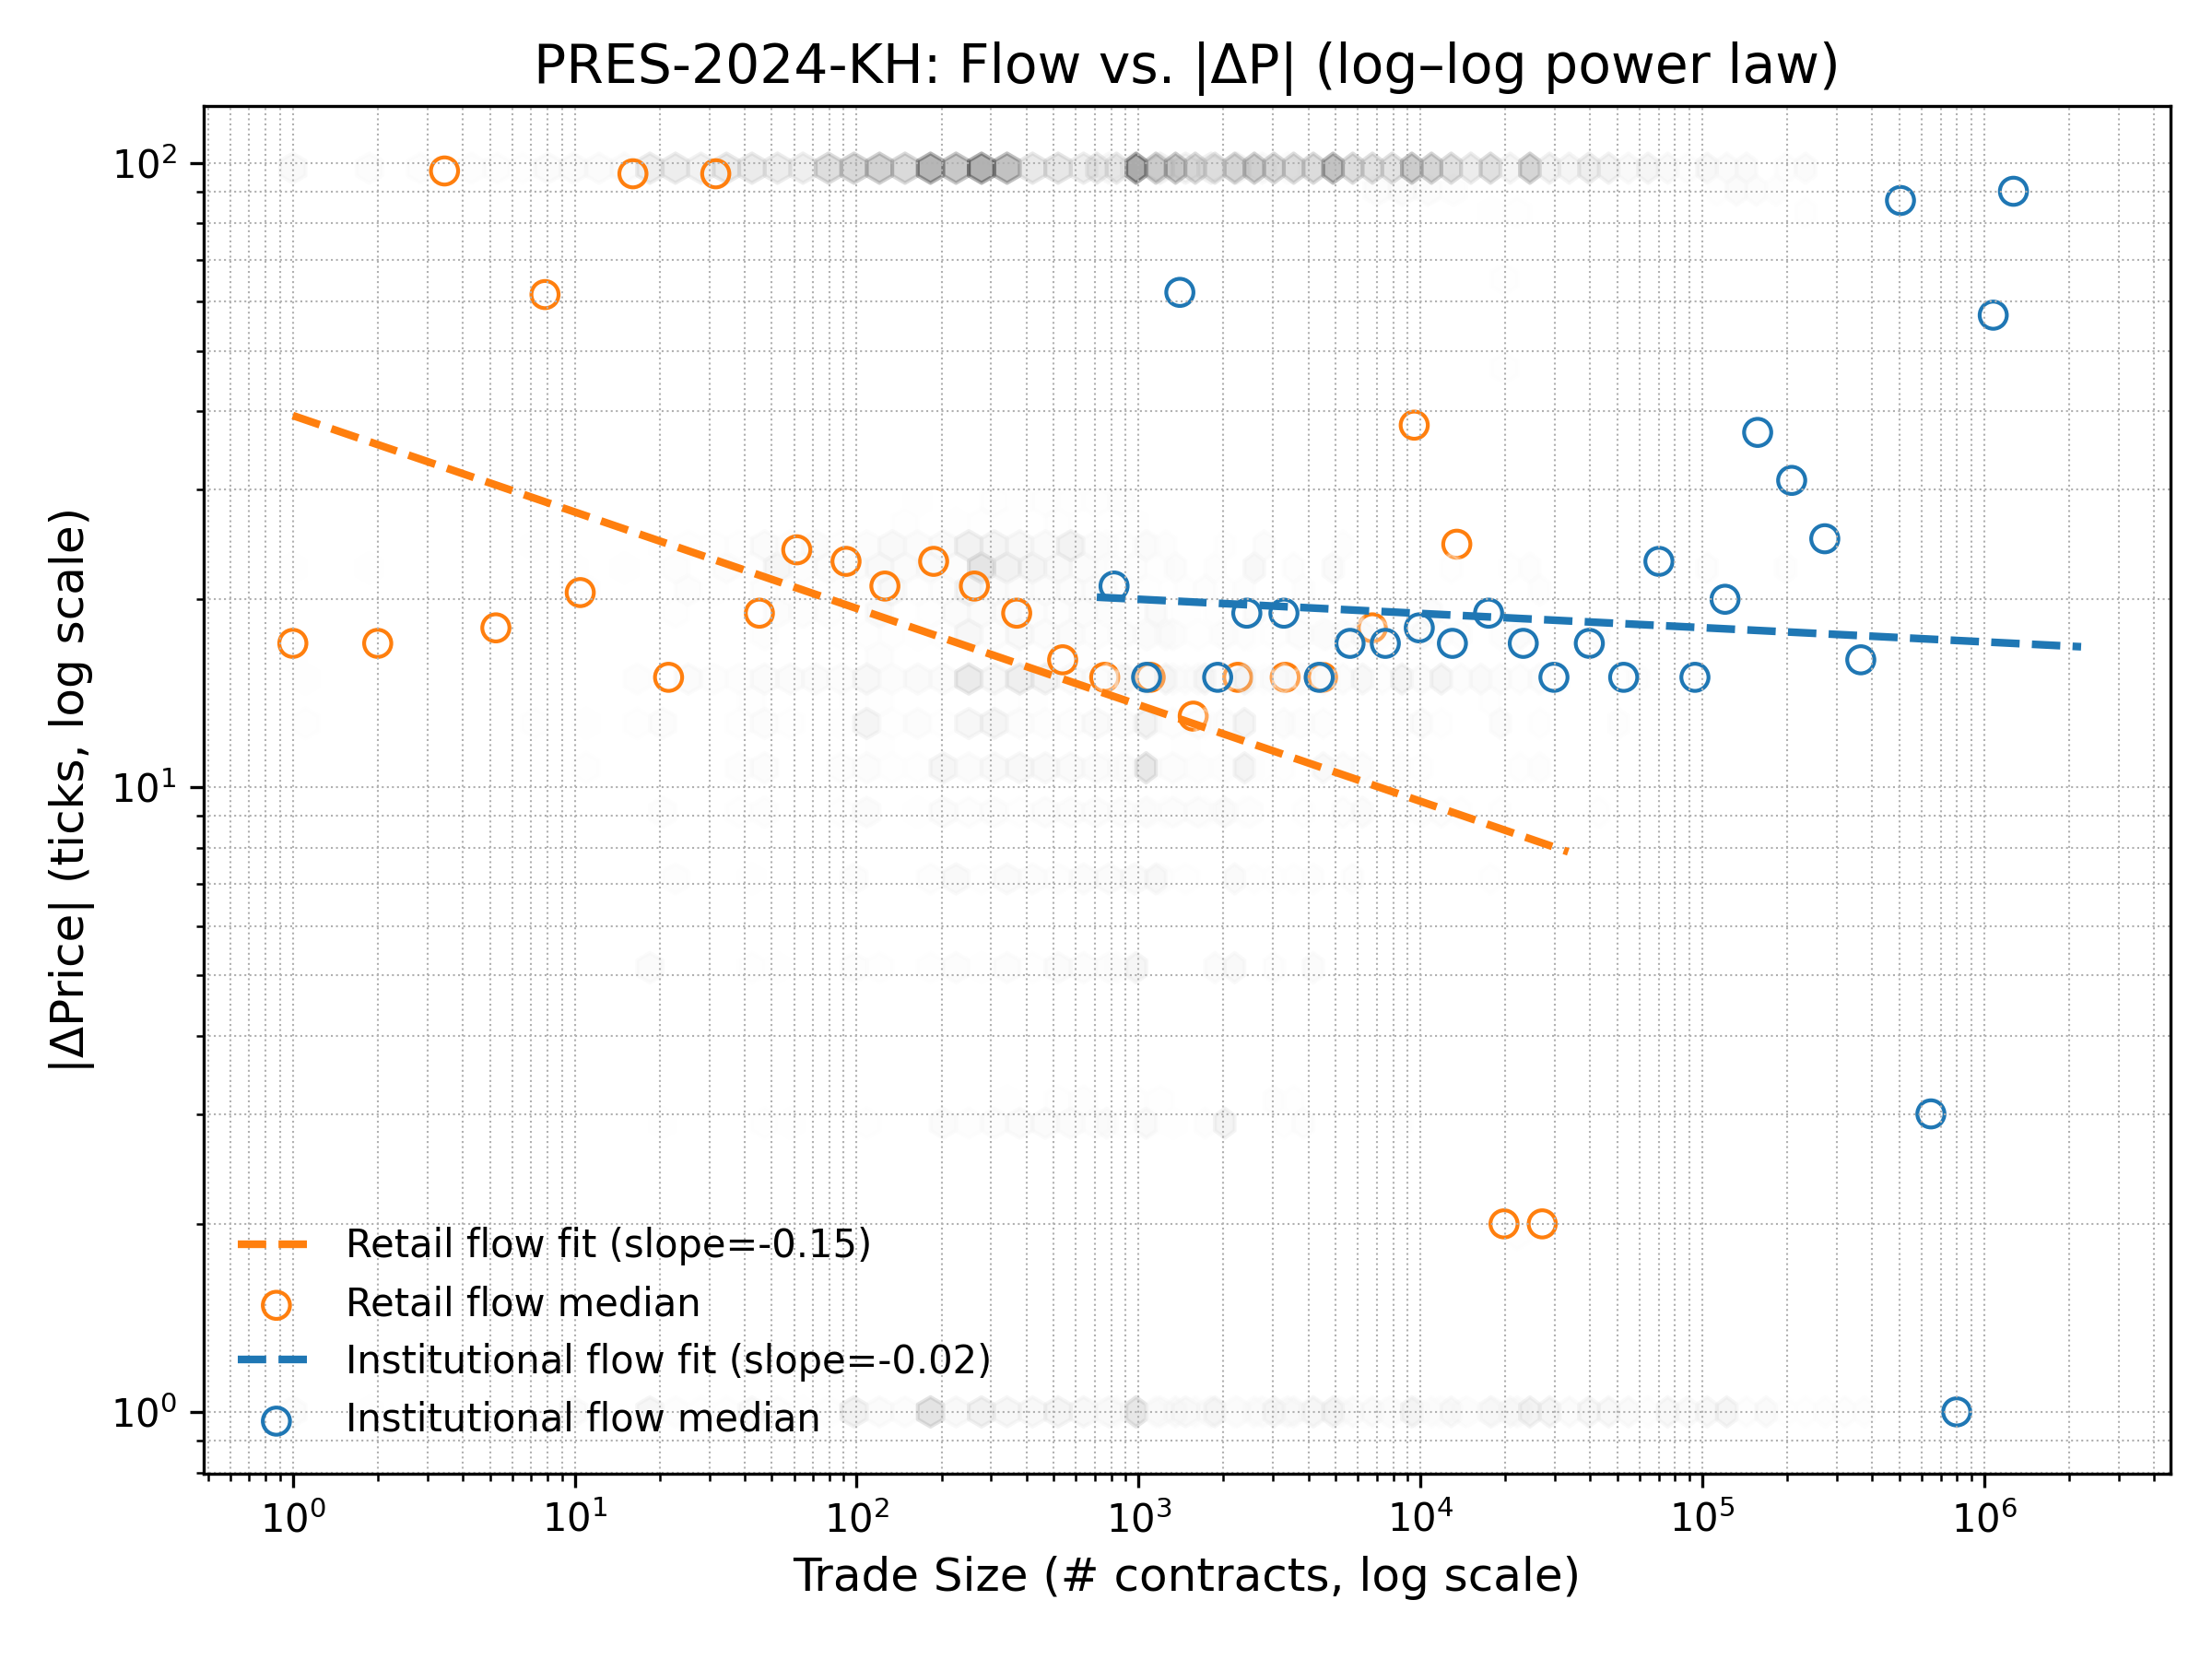 PRES-2024-KH: Flow vs. |ΔP| (log–log power law)
|ΔPrice| (ticks, log scale)
10²
10¹
10⁰
Retail flow fit (slope=-0.15)
Retail flow median
Institutional flow fit (slope=-0.02)
Institutional flow median
10⁰ 10¹ 10² 10³ 10⁴ 10⁵ 10⁶
Trade Size (# contracts, log scale)